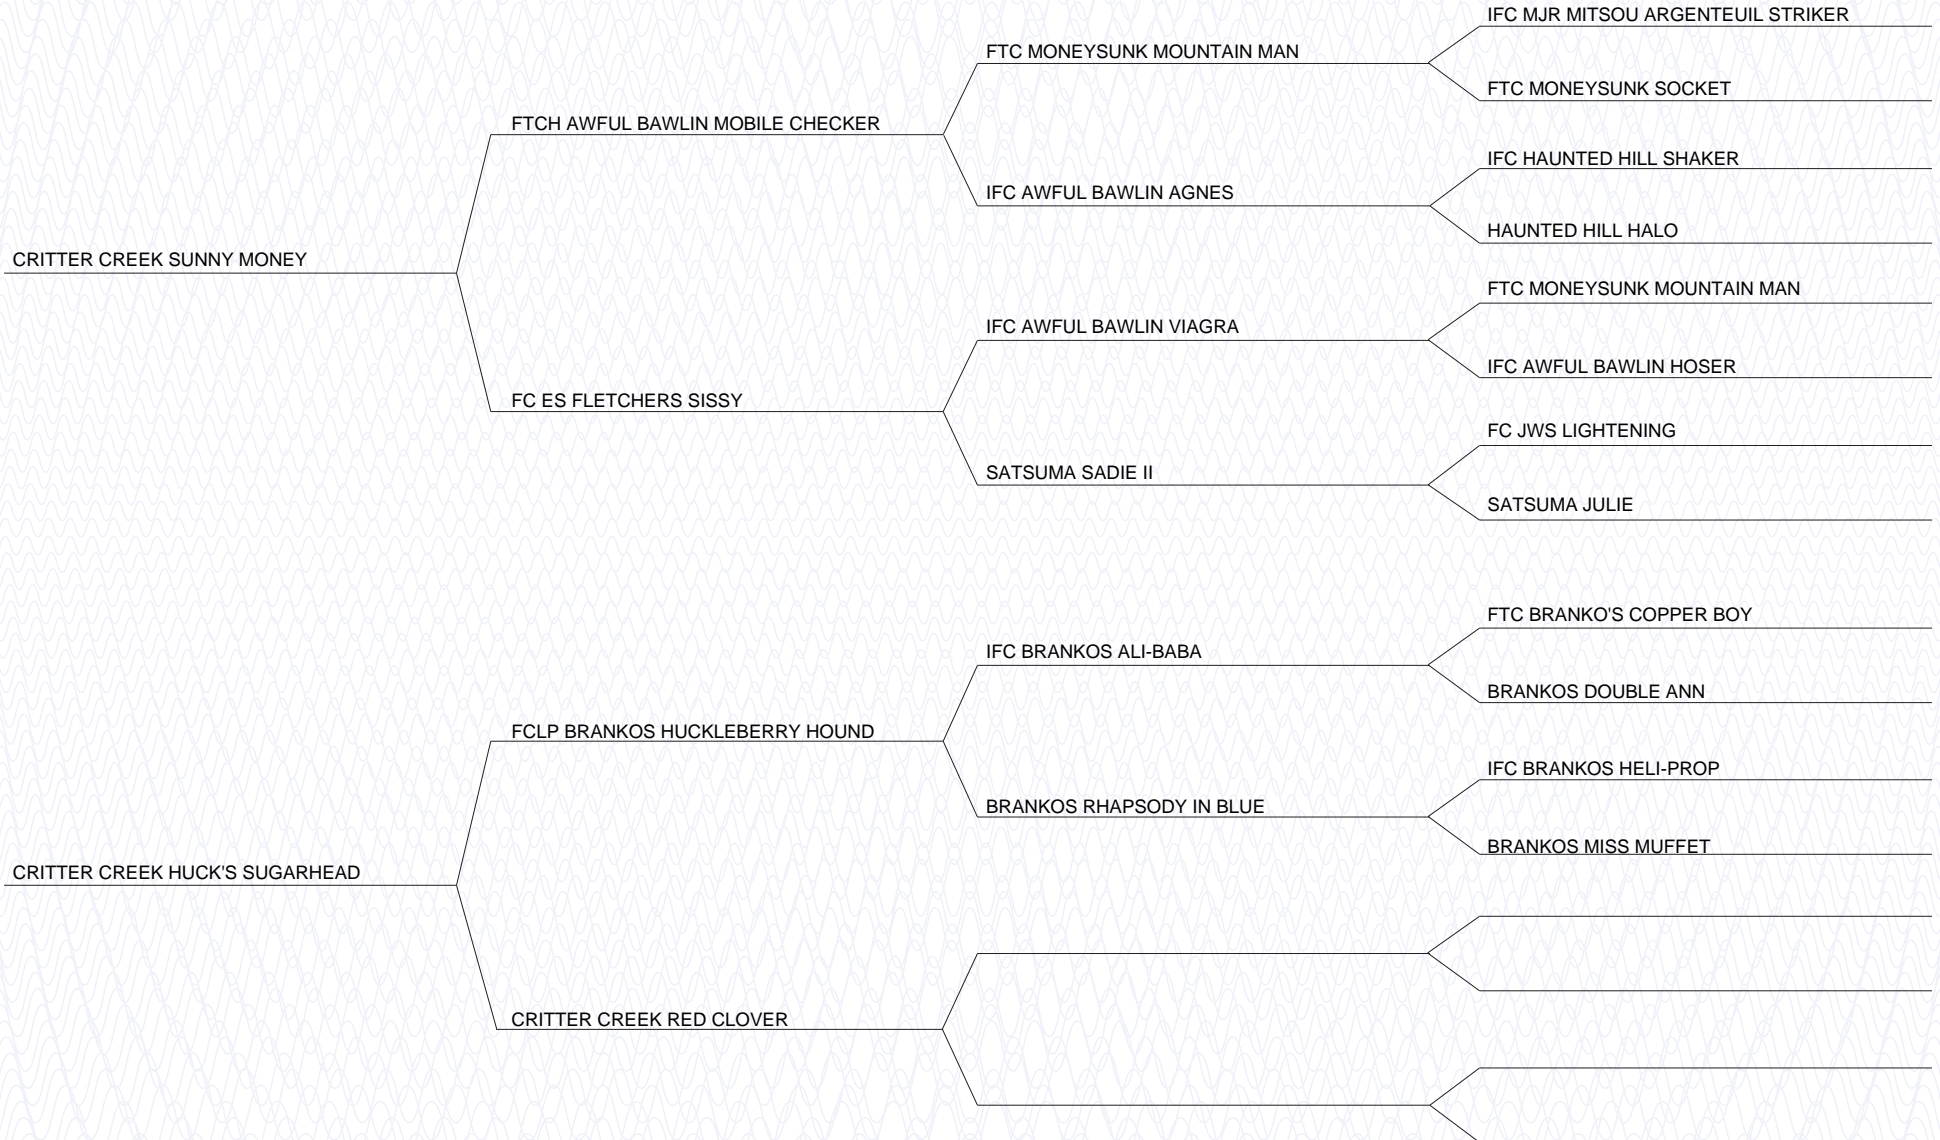 IFC MJR MITSOU ARGENTEUIL STRIKER
FTC MONEYSUNK MOUNTAIN MAN
FTC MONEYSUNK SOCKET
FTCH AWFUL BAWLIN MOBILE CHECKER
IFC HAUNTED HILL SHAKER
IFC AWFUL BAWLIN AGNES
HAUNTED HILL HALO
CRITTER CREEK SUNNY MONEY
FTC MONEYSUNK MOUNTAIN MAN
IFC AWFUL BAWLIN VIAGRA
IFC AWFUL BAWLIN HOSER
FC ES FLETCHERS SISSY
FC JWS LIGHTENING
SATSUMA SADIE II
SATSUMA JULIE
FTC BRANKO'S COPPER BOY
IFC BRANKOS ALI-BABA
BRANKOS DOUBLE ANN
FCLP BRANKOS HUCKLEBERRY HOUND
IFC BRANKOS HELI-PROP
BRANKOS RHAPSODY IN BLUE
BRANKOS MISS MUFFET
CRITTER CREEK HUCK'S SUGARHEAD
CRITTER CREEK RED CLOVER